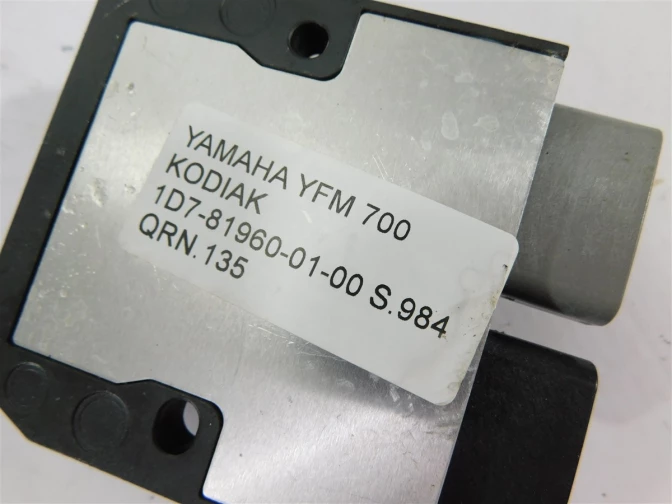 YAMAHA YFM 700
KODIAK
1D7-81960-01-00 S.984
QRN.135